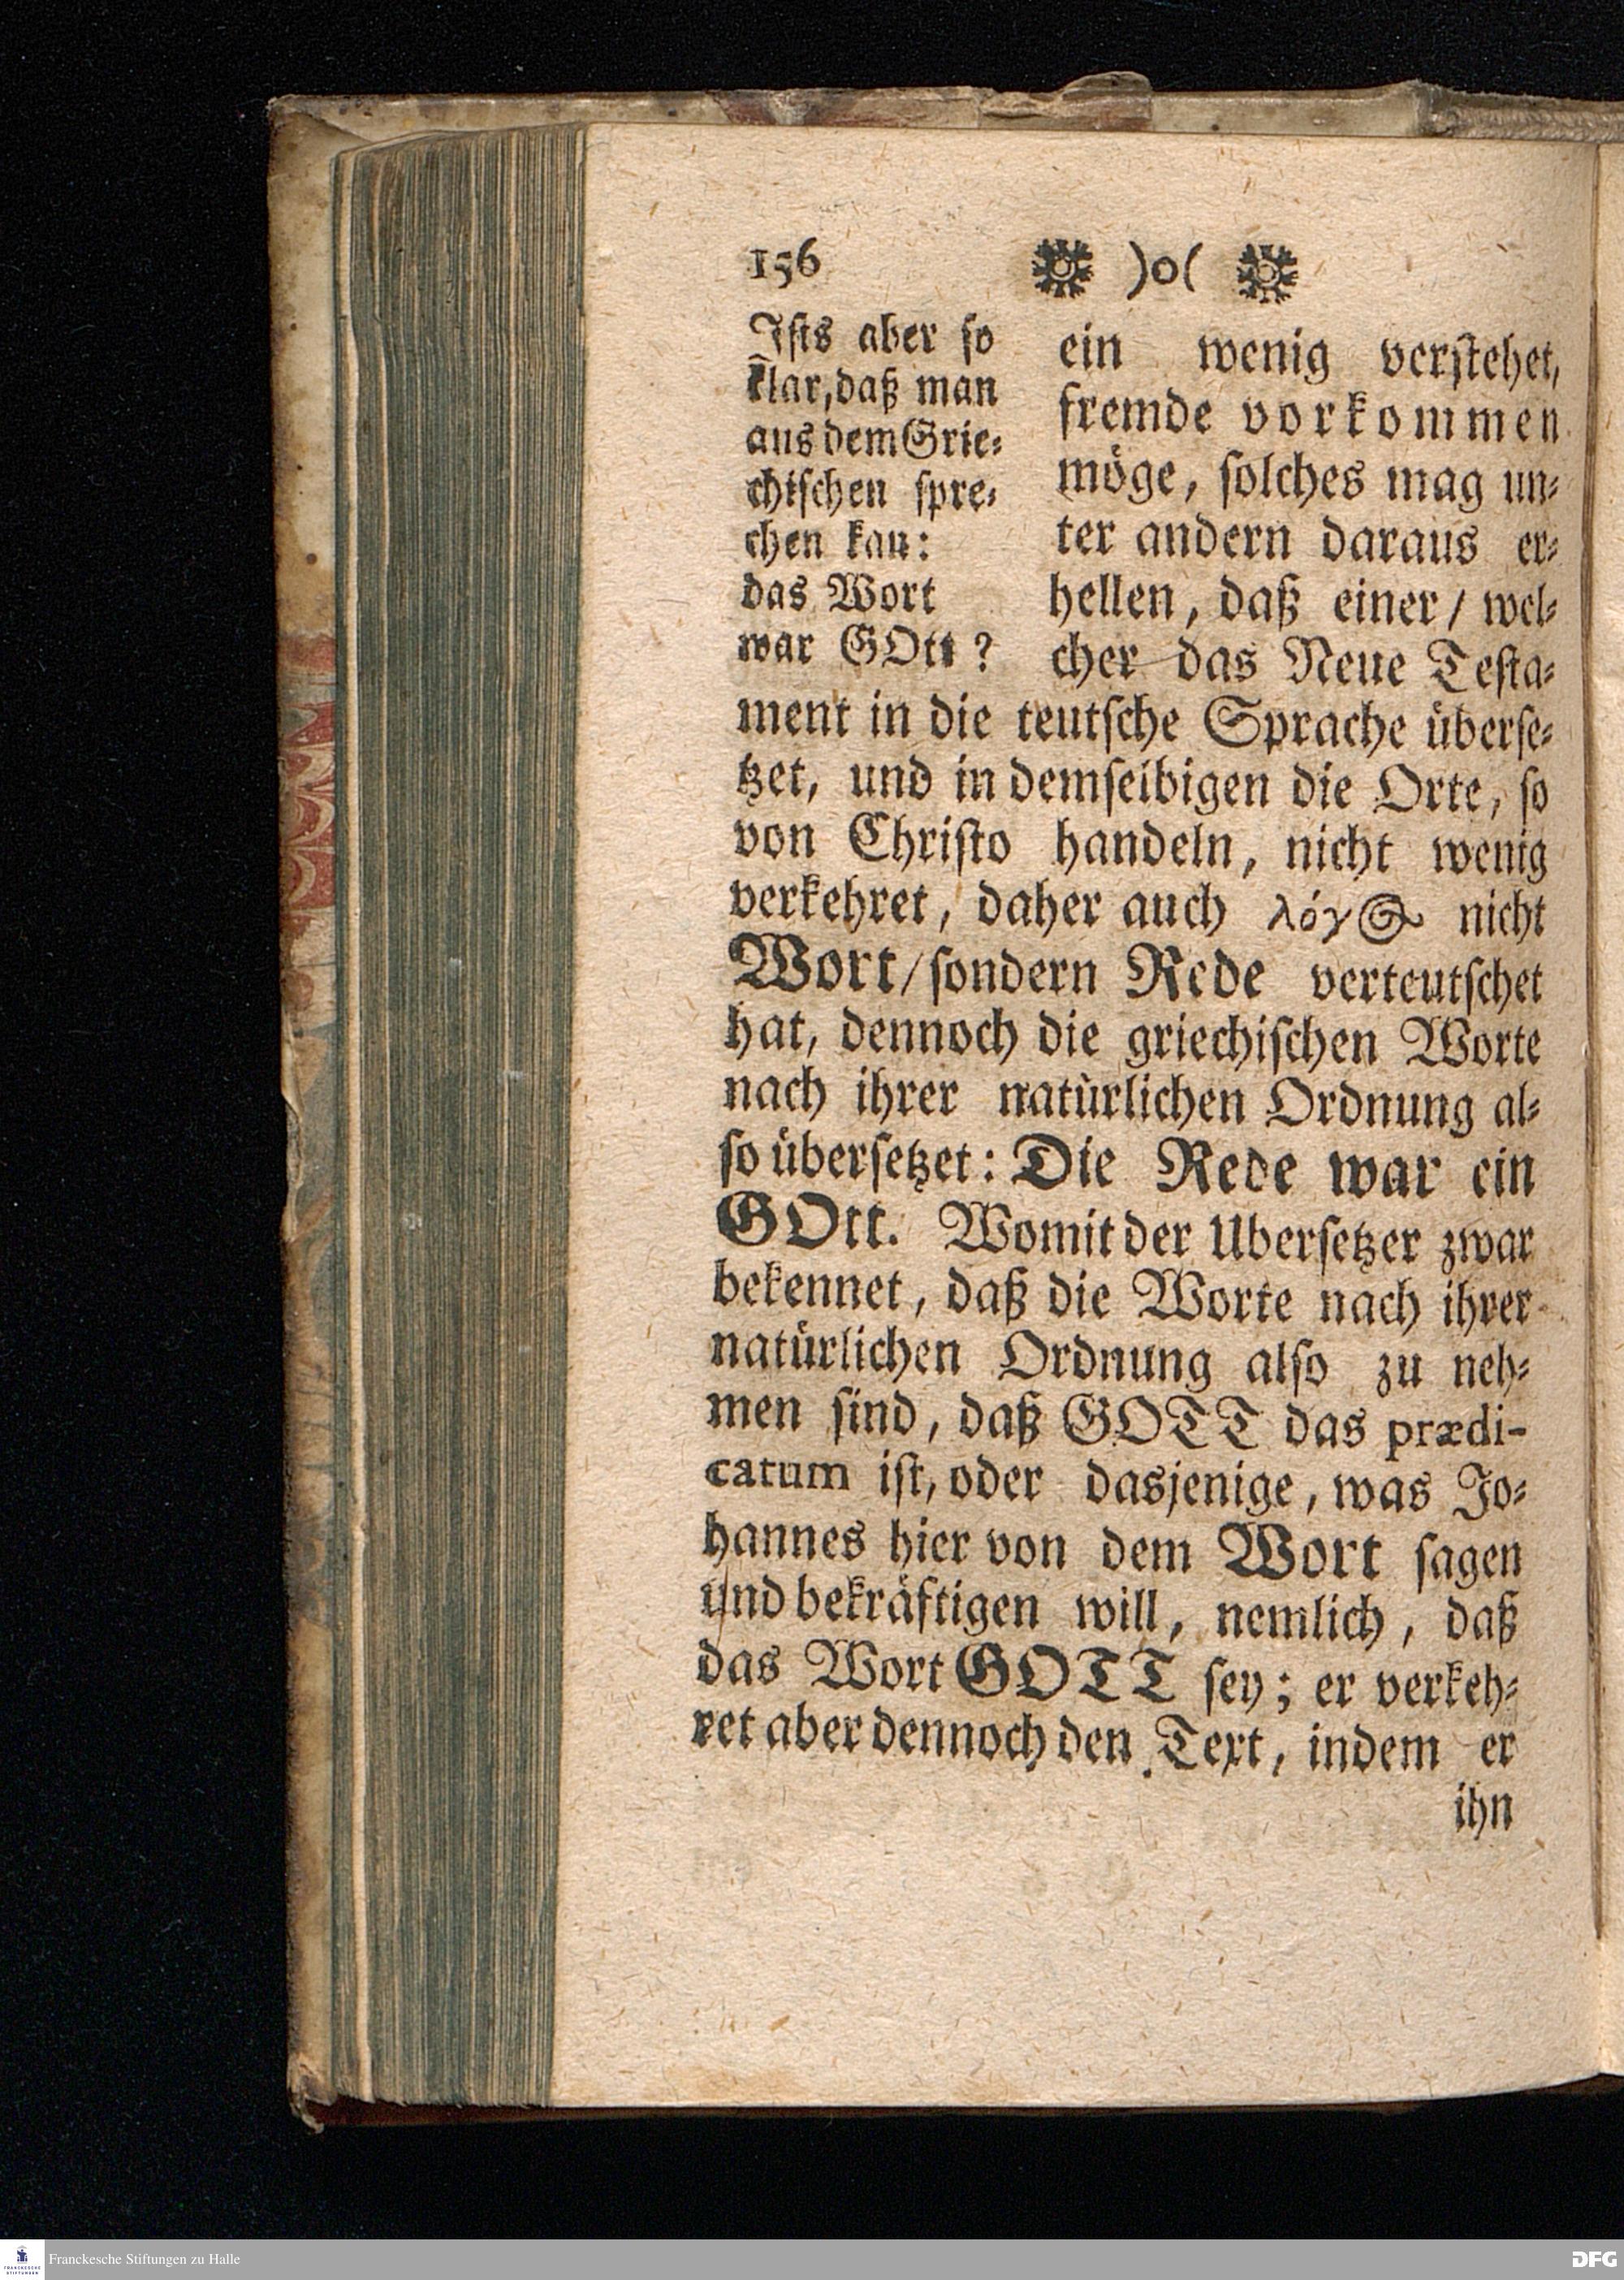 156 )o(
Ists aber so
klar, daß man
aus dem Grie⸗
chischen spre⸗
chen kan:
das Wort
war GOtt?
ein wenig verstehet,
fremde vorkommen
möge, solches mag un⸗
ter andern daraus er⸗
hellen, daß einer / wel⸗
cher das Neue Testa⸗
ment in die teutsche Sprache überse⸗
tzet, und in demselbigen die Orte, so
von Christo handeln, nicht wenig
verkehret, daher auch λόγος nicht
Wort / sondern Rede verteutschet
hat, dennoch die griechischen Worte
nach ihrer natürlichen Ordnung al⸗
so übersetzet: Die Rede war ein
GOtt. Womit der Ubersetzer zwar
bekennet, daß die Worte nach ihrer
natürlichen Ordnung also zu neh⸗
men sind, daß GOTT das prædi-
catum ist, oder dasjenige, was Jo⸗
hannes hier von dem Wort sagen
und bekräftigen will, nemlich, daß
das Wort GOTT sey; er verkeh⸗
ret aber dennoch den Text, indem er
ihn
Franckesche Stiftungen zu Halle
DFG